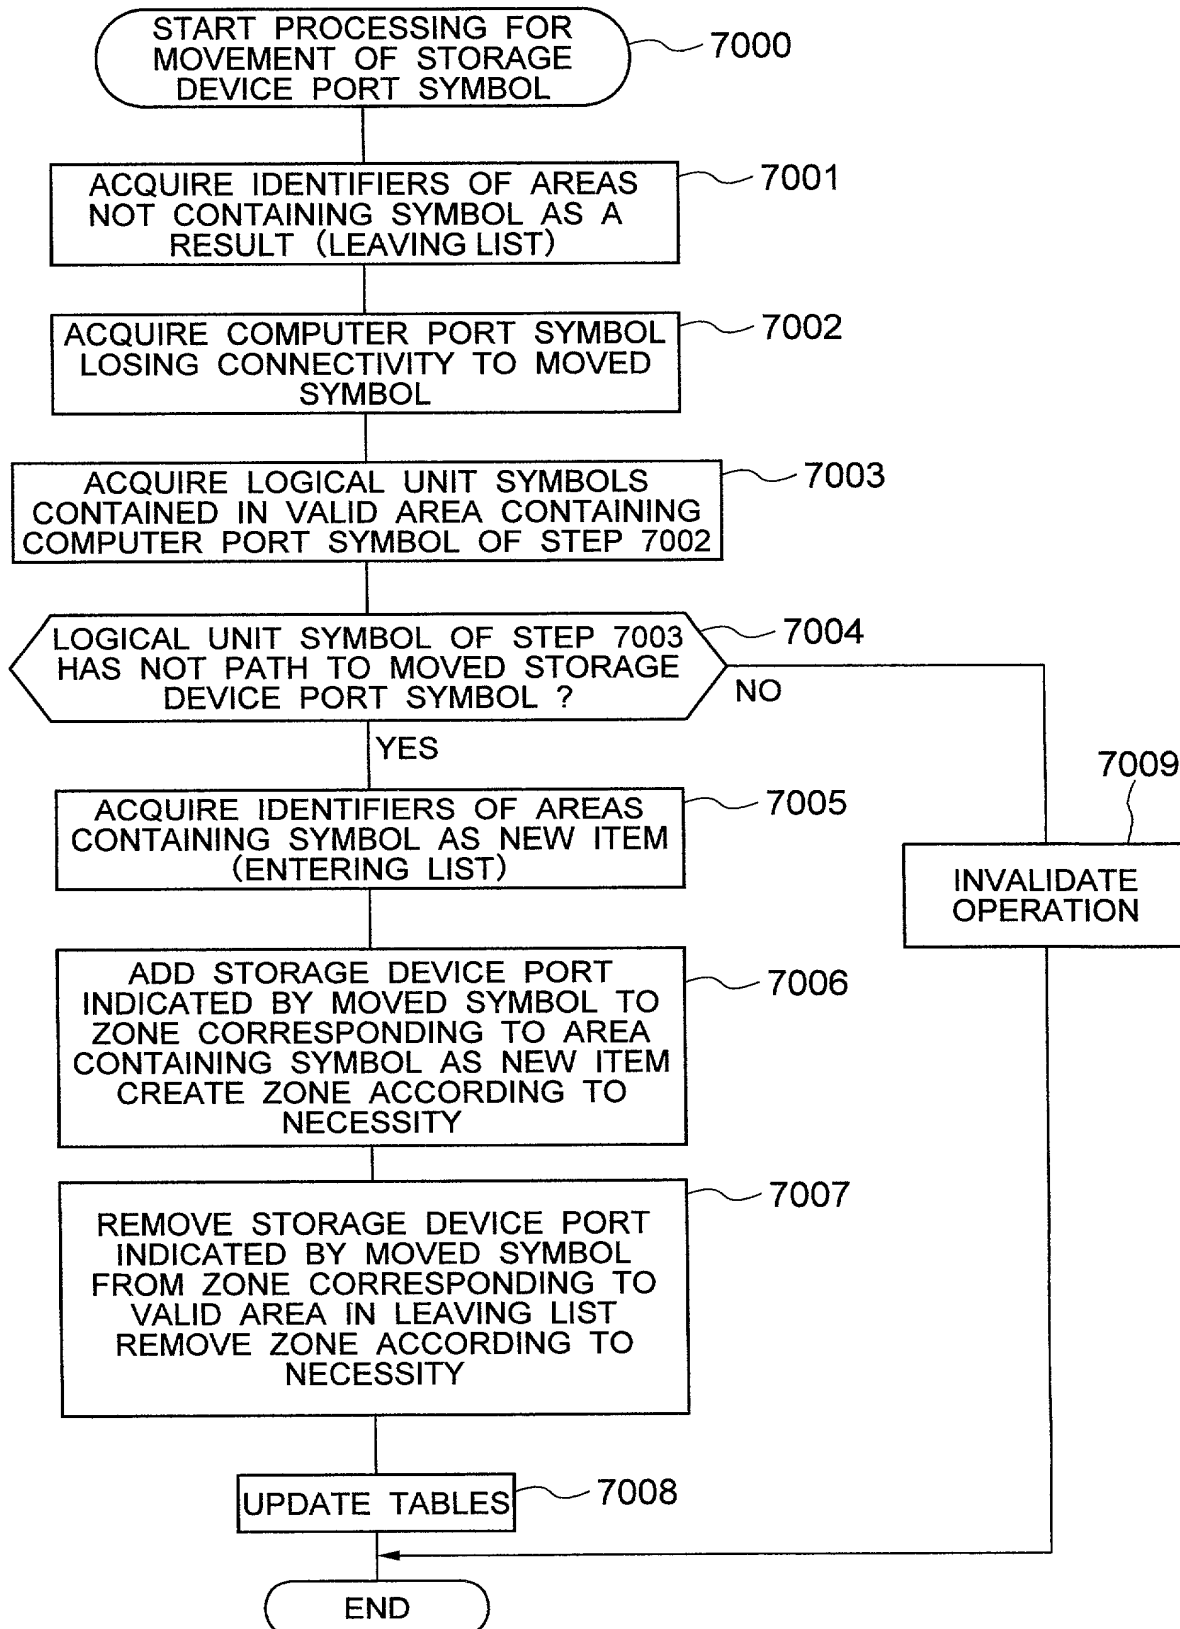 START PROCESSING FOR
MOVEMENT OF STORAGE
DEVICE PORT SYMBOL
7000
ACQUIRE IDENTIFIERS OF AREAS
NOT CONTAINING SYMBOL AS A
RESULT (LEAVING LIST)
7001
ACQUIRE COMPUTER PORT SYMBOL
LOSING CONNECTIVITY TO MOVED
SYMBOL
7002
ACQUIRE LOGICAL UNIT SYMBOLS
CONTAINED IN VALID AREA CONTAINING
COMPUTER PORT SYMBOL OF STEP 7002
7003
LOGICAL UNIT SYMBOL OF STEP 7003
HAS NOT PATH TO MOVED STORAGE
DEVICE PORT SYMBOL ?
7004
NO
YES
ACQUIRE IDENTIFIERS OF AREAS
CONTAINING SYMBOL AS NEW ITEM
(ENTERING LIST)
7005
7009
INVALIDATE
OPERATION
ADD STORAGE DEVICE PORT
INDICATED BY MOVED SYMBOL TO
ZONE CORRESPONDING TO AREA
CONTAINING SYMBOL AS NEW ITEM
CREATE ZONE ACCORDING TO
NECESSITY
7006
REMOVE STORAGE DEVICE PORT
INDICATED BY MOVED SYMBOL
FROM ZONE CORRESPONDING TO
VALID AREA IN LEAVING LIST
REMOVE ZONE ACCORDING TO
NECESSITY
7007
UPDATE TABLES
7008
END